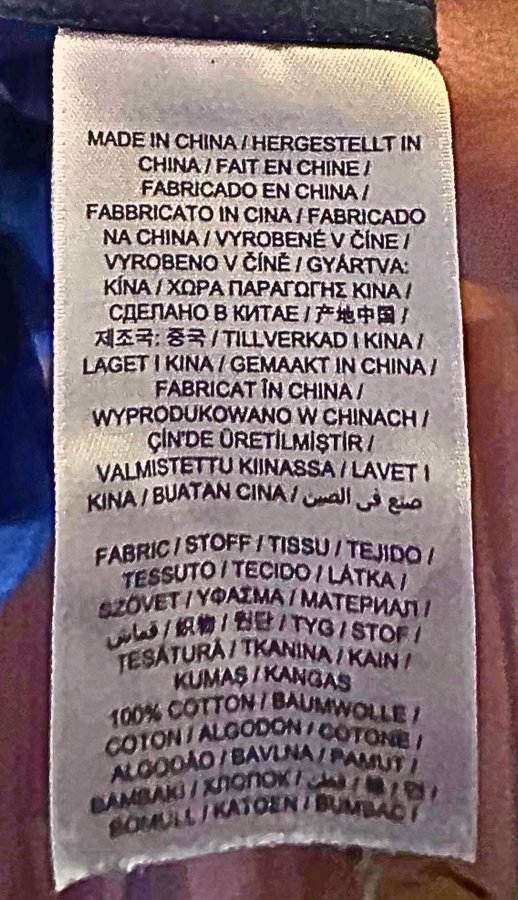 MADE IN CHINA / HERGESTELLT IN
CHINA / FAIT EN CHINE /
FABRICADO EN CHINA /
FABBRICATO IN CINA / FABRICADO
NA CHINA / VYROBENÉ V ČÍNE /
VYROBENO V ČÍNĚ / GYÁRTVA:
KÍNA / ΧΩΡΑ ΠΑΡΑΓΩΓΗΣ ΚΙΝΑ /
СДЕЛАНО В КИТАЕ / 产地中国 /
제조국: 중국 / TILLVERKAD I KINA /
LAGET I KINA / GEMAAKT IN CHINA /
FABRICAT ÎN CHINA /
WYPRODUKOWANO W CHINACH /
ÇİN'DE ÜRETİLMİŞTİR /
VALMISTETTU KIINASSA / LAVET I
KINA / BUATAN CINA / صنع في الصين
FABRIC / STOFF / TISSU / TEJIDO /
TESSUTO / TECIDO / LÁTKA /
SZÖVET / ΥΦΑΣΜΑ / МАТЕРИАЛ /
قماش / 织物 / 원단 / TYG / STOF /
ȚESĂTURĂ / TKANINA / KAIN /
KUMAŞ / KANGAS
100% COTTON / BAUMWOLLE /
COTON / ALGODON / COTONE /
ALGODÃO / BAVLNA / PAMUT /
BAMBAKI / ХЛОПОК / قطن / 棉 / 면 /
BOMULL / KATOEN / BUMBAC /